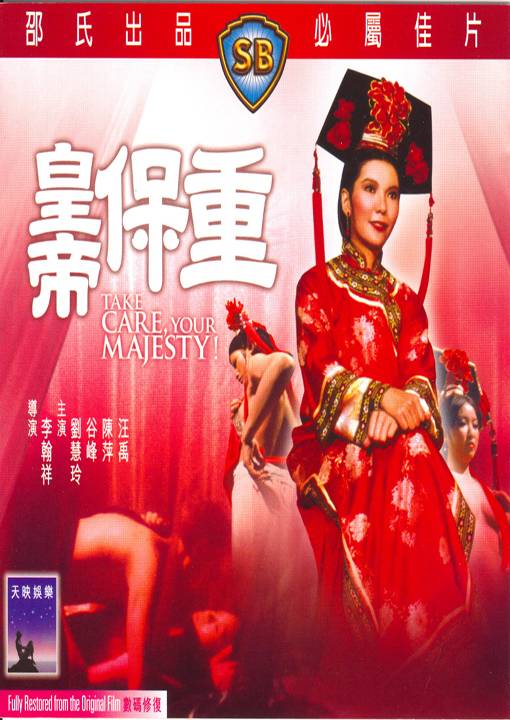 邵氏出品
SB
必屬佳片
皇帝保重
TAKE
CARE, YOUR
MAJESTY!
汪禹
陳萍
谷峰
劉慧玲
主演
李翰祥
導演
天映娛樂
Fully Restored from the Original Film 數碼修復